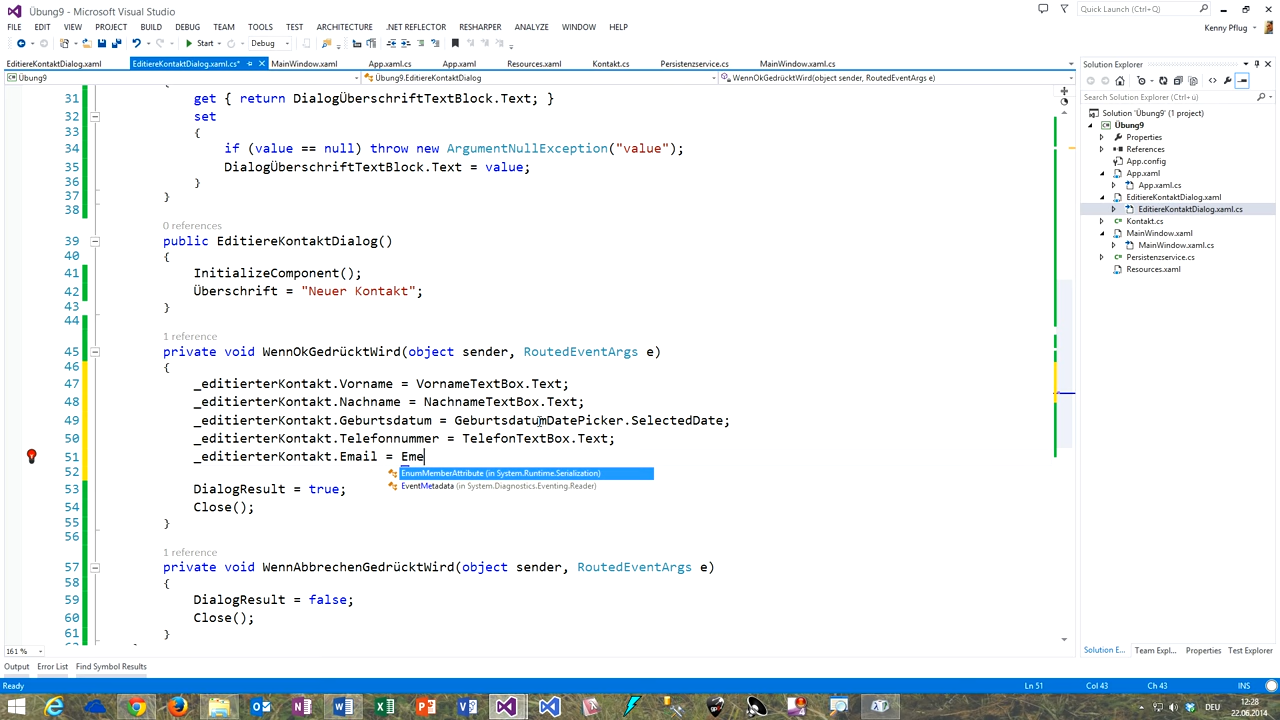 Übung9 - Microsoft Visual Studio
Quick Launch (Ctrl+Q)
FILE EDIT VIEW PROJECT BUILD DEBUG TEAM TOOLS TEST ARCHITECTURE .NET REFLECTOR RESHARPER ANALYZE WINDOW HELP
Kenny Pflug
Start Debug
EditiereKontaktDialog.xaml EditiereKontaktDialog.xaml.cs* MainWindow.xaml App.xaml.cs App.xaml Resources.xaml Kontakt.cs Persistenzservice.cs MainWindow.xaml.cs
Übung9 Übung9.EditiereKontaktDialog WennOkGedrücktWird(object sender, RoutedEventArgs e)
31 get { return DialogÜberschriftTextBlock.Text; }
32 set
33 {
34 if (value == null) throw new ArgumentNullException("value");
35 DialogÜberschriftTextBlock.Text = value;
36 }
37 }
38
0 references
39 public EditiereKontaktDialog()
40 {
41 InitializeComponent();
42 Überschrift = "Neuer Kontakt";
43 }
44
1 reference
45 private void WennOkGedrücktWird(object sender, RoutedEventArgs e)
46 {
47 _editierterKontakt.Vorname = VornameTextBox.Text;
48 _editierterKontakt.Nachname = NachnameTextBox.Text;
49 _editierterKontakt.Geburtsdatum = GeburtsdatumDatePicker.SelectedDate;
50 _editierterKontakt.Telefonnummer = TelefonTextBox.Text;
51 _editierterKontakt.Email = Eme
EnumMemberAttribute (in System.Runtime.Serialization)
52
EventMetadata (in System.Diagnostics.Eventing.Reader)
53 DialogResult = true;
54 Close();
55 }
56
1 reference
57 private void WennAbbrechenGedrücktWird(object sender, RoutedEventArgs e)
58 {
59 DialogResult = false;
60 Close();
61 }
161 %
Solution Explorer
Search Solution Explorer (Ctrl+ü)
Solution 'Übung9' (1 project)
Übung9
Properties
References
App.config
App.xaml
App.xaml.cs
EditiereKontaktDialog.xaml
EditiereKontaktDialog.xaml.cs
Kontakt.cs
MainWindow.xaml
MainWindow.xaml.cs
Persistenzservice.cs
Resources.xaml
Solution E... Team Expl... Properties Test Explorer
Output Error List Find Symbol Results
Ready Ln 51 Col 43 Ch 43 INS
12:28
22.06.2014